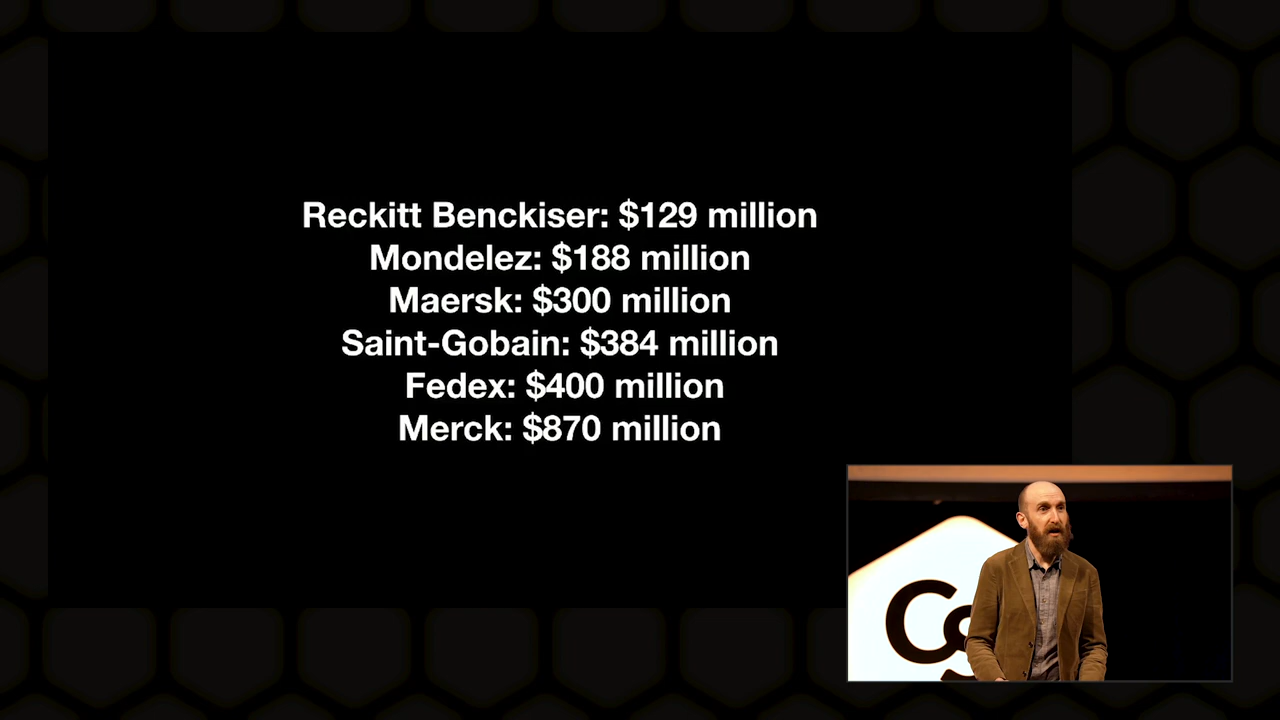 Reckitt Benckiser: $129 million
Mondelez: $188 million
Maersk: $300 million
Saint-Gobain: $384 million
Fedex: $400 million
Merck: $870 million
CS